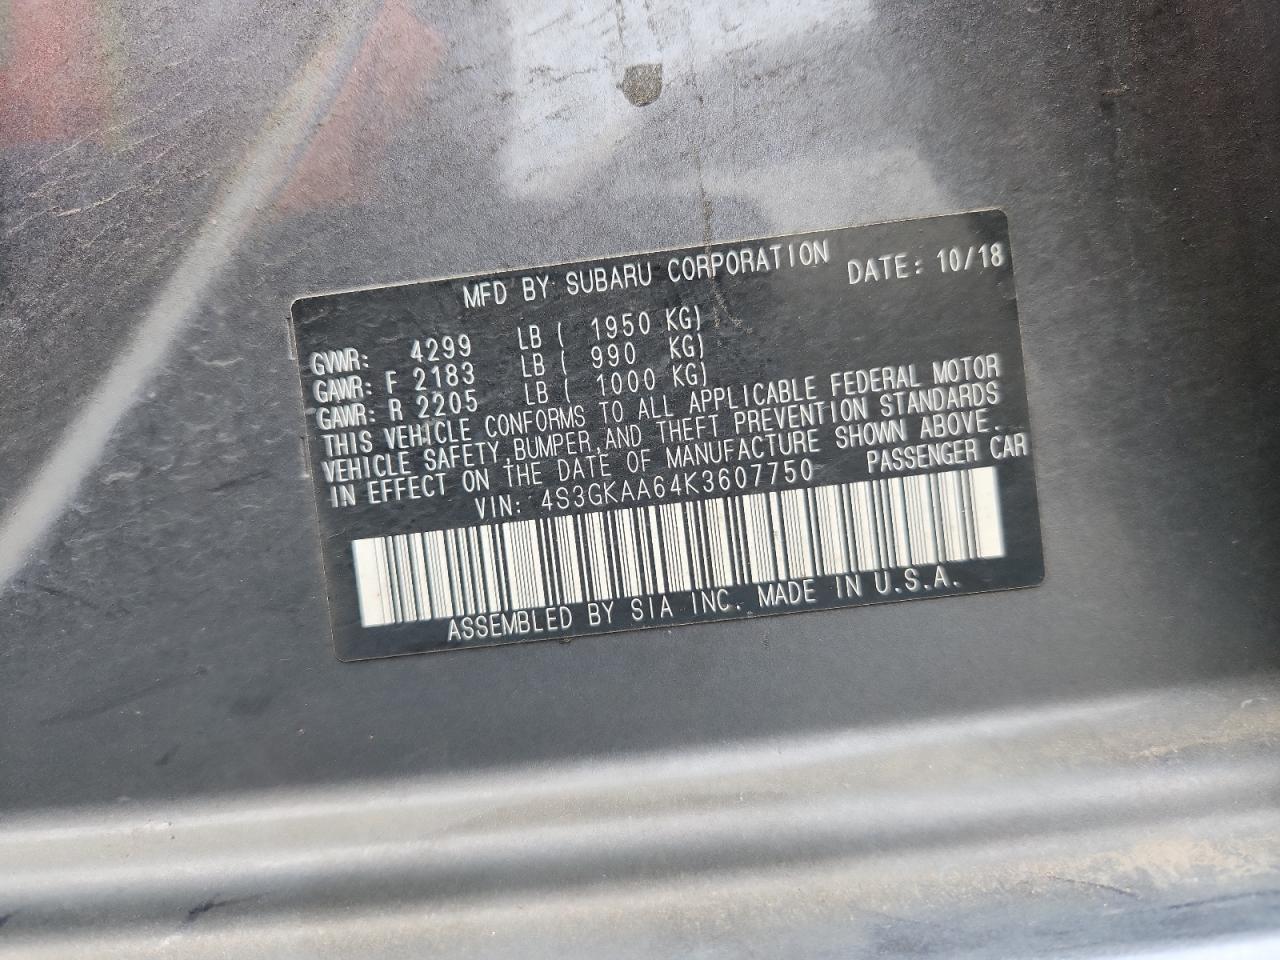 MFD BY SUBARU CORPORATION DATE: 10/18
GVWR: 4299 LB ( 1950 KG)
GAWR: F 2183 LB ( 990 KG)
GAWR: R 2205 LB ( 1000 KG)
THIS VEHICLE CONFORMS TO ALL APPLICABLE FEDERAL MOTOR
VEHICLE SAFETY, BUMPER, AND THEFT PREVENTION STANDARDS
IN EFFECT ON THE DATE OF MANUFACTURE SHOWN ABOVE.
VIN: 4S3GKAA64K3607750 PASSENGER CAR
ASSEMBLED BY SIA INC. MADE IN U.S.A.